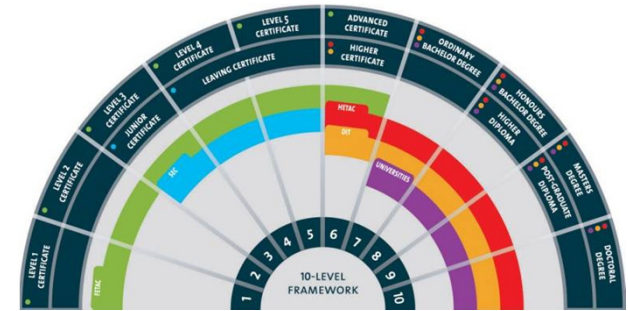 LEVEL 1
CERTIFICATE
LEVEL 2
CERTIFICATE
LEVEL 3
CERTIFICATE
JUNIOR
CERTIFICATE
LEVEL 4
CERTIFICATE
LEVEL 5
CERTIFICATE
LEAVING CERTIFICATE
ADVANCED
CERTIFICATE
HIGHER
CERTIFICATE
ORDINARY
BACHELOR DEGREE
HONOURS
BACHELOR DEGREE
HIGHER
DIPLOMA
MASTERS
DEGREE
POST-GRADUATE
DIPLOMA
DOCTORAL
DEGREE
FETAC
SEC
HETAC
DIT
UNIVERSITIES
1
2
3
4
5
6
7
8
9
10
10-LEVEL
FRAMEWORK